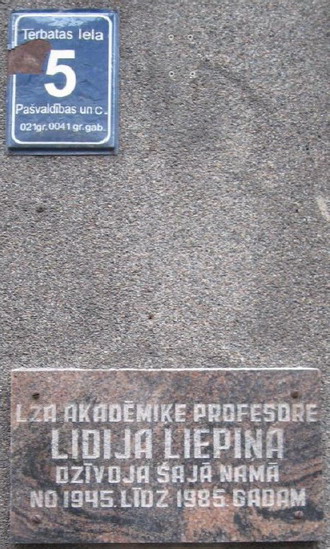 Tērbatas iela
5
Pašvaldības un c.
021gr.0041gr.gab.
LZA AKADĒMIĶE PROFESORE
LIDIJA LIEPIŅA
DZĪVOJA ŠAJĀ NAMĀ
NO 1945. LĪDZ 1985. GADAM